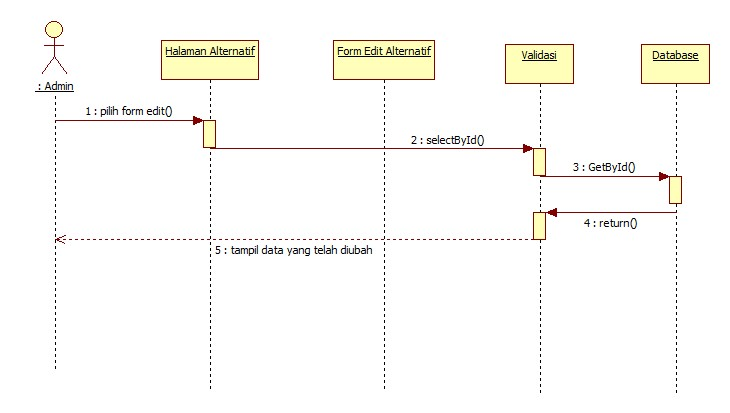 Halaman Alternatif
Form Edit Alternatif
Validasi
Database
: Admin
1 : pilih form edit()
2 : selectById()
3 : GetById()
4 : return()
5 : tampil data yang telah diubah